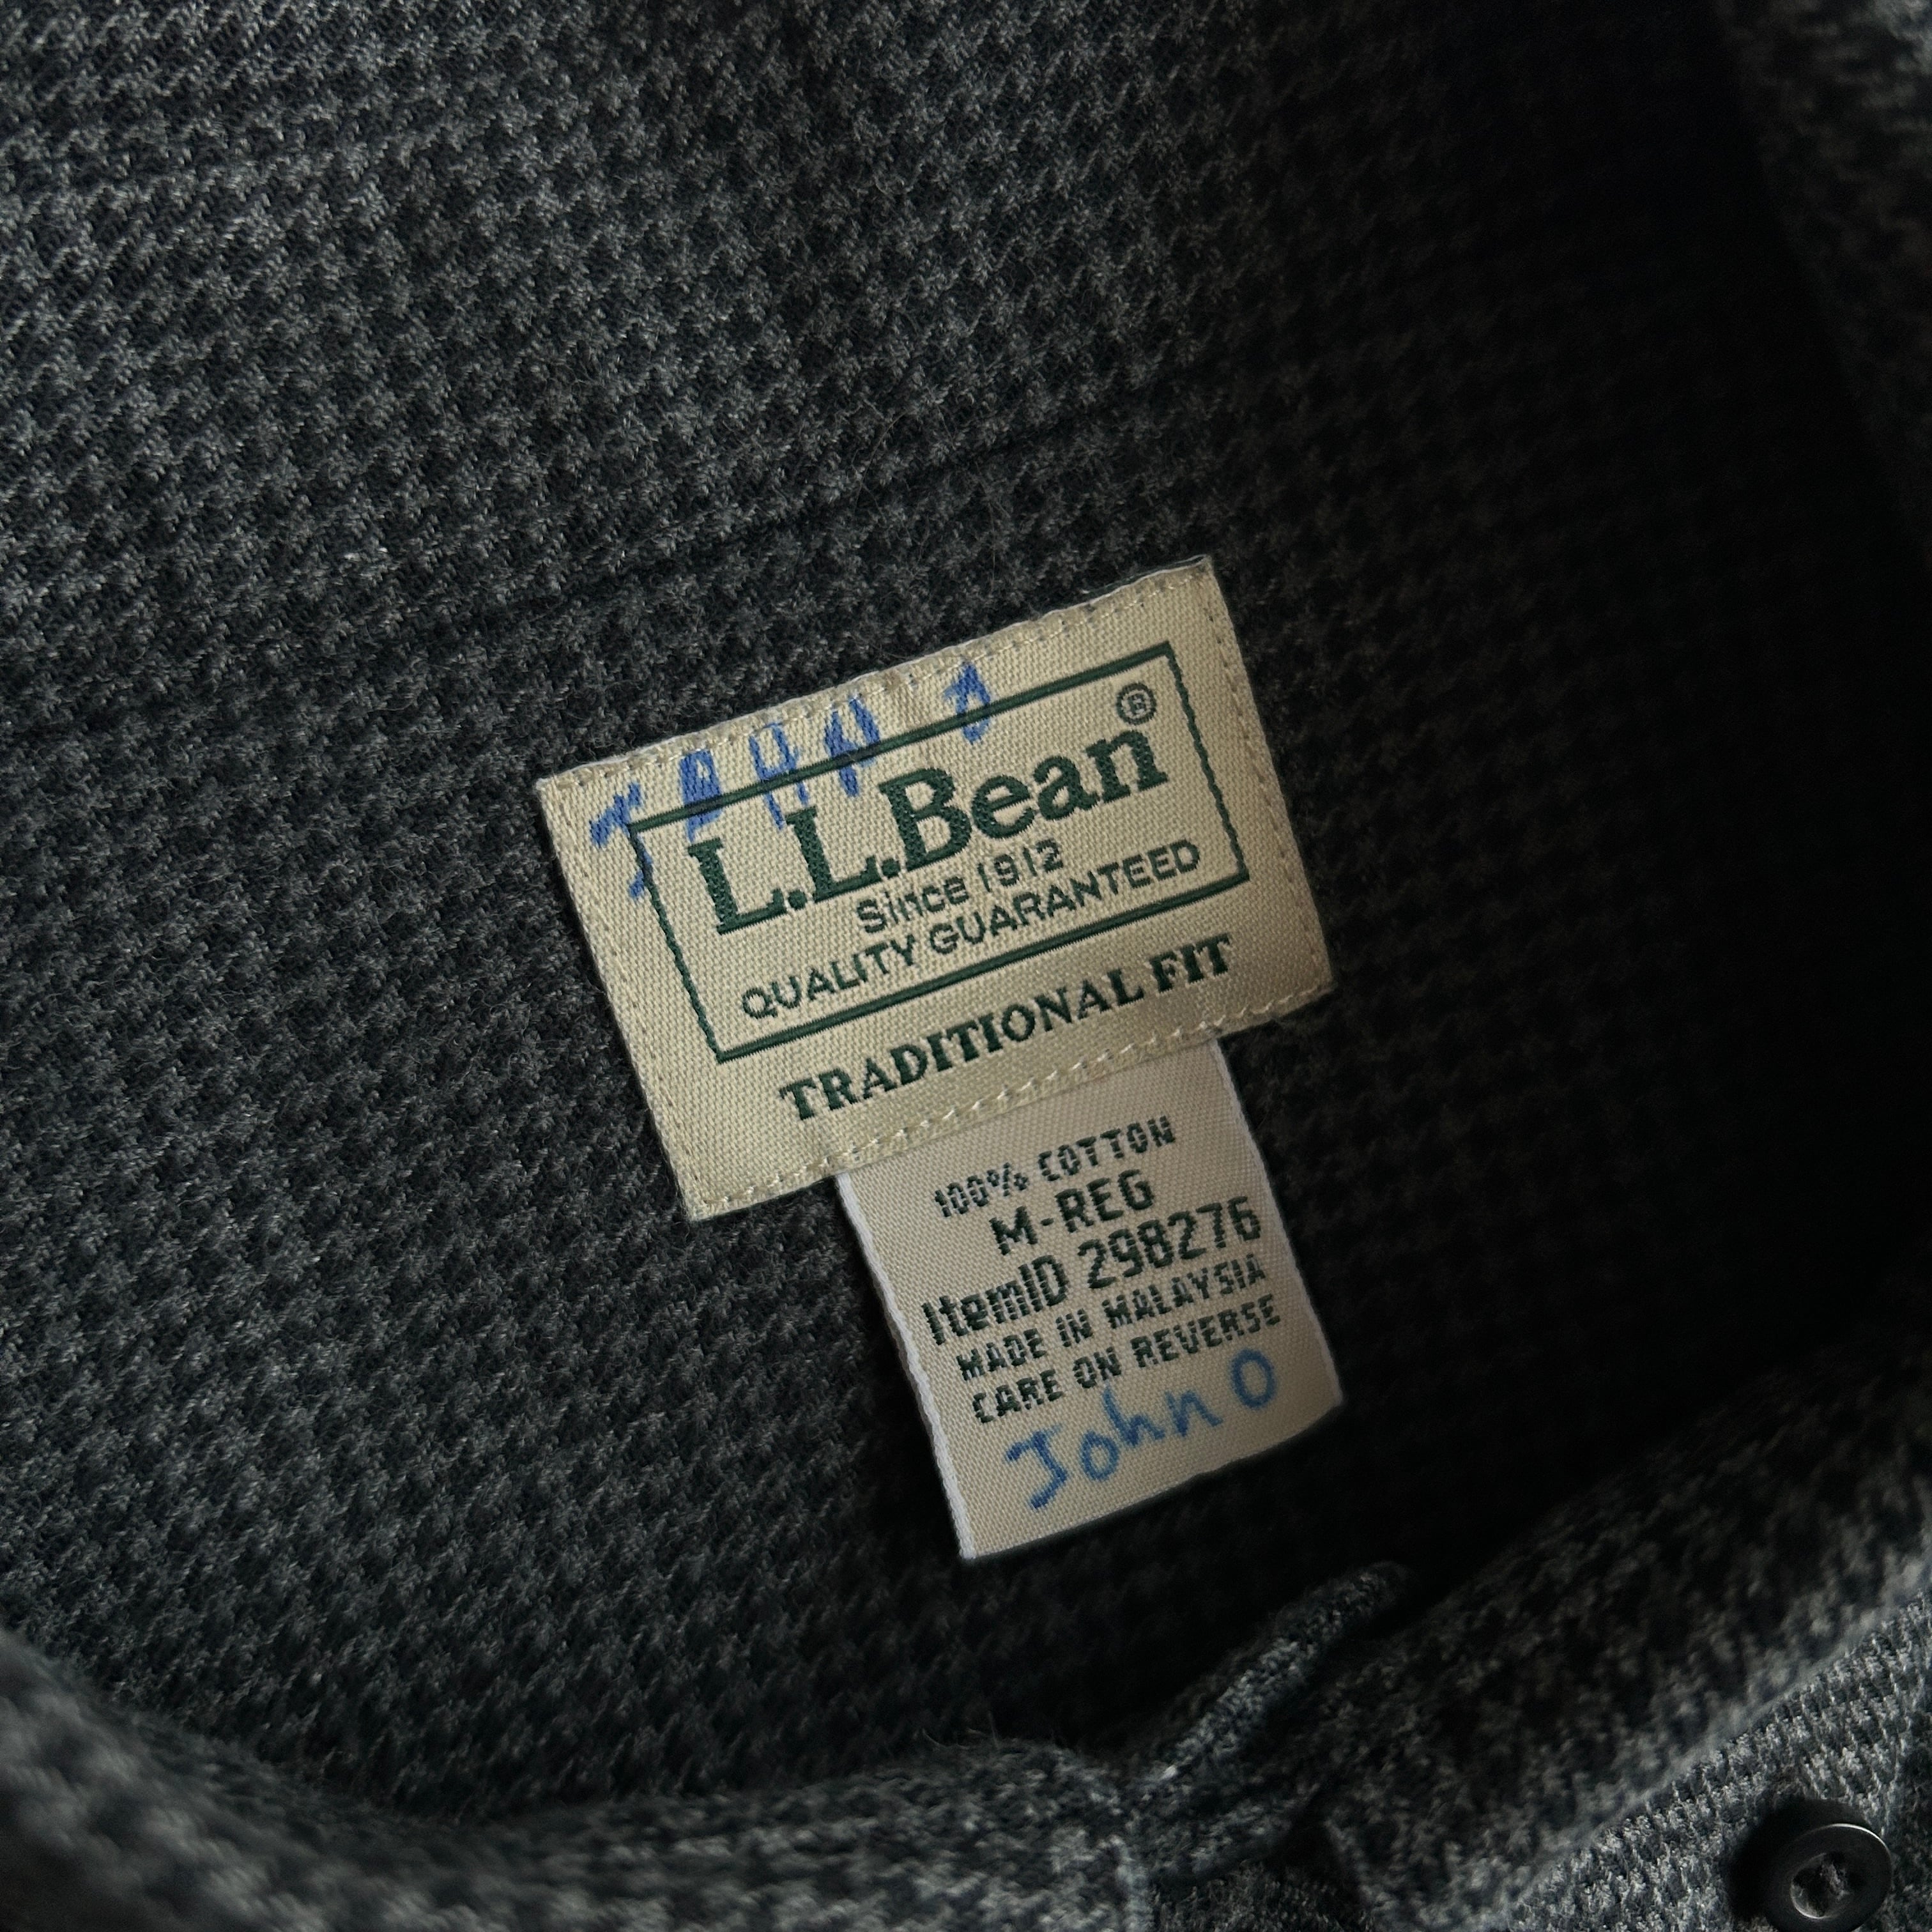 John O
L.L.Bean®
Since 1912
QUALITY GUARANTEED
TRADITIONAL FIT
100% COTTON
M-REG
ItemID 298276
MADE IN MALAYSIA
CARE ON REVERSE
John O